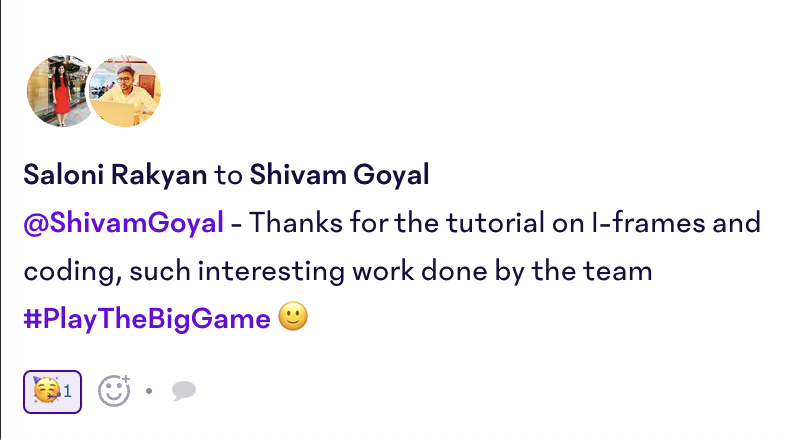 Saloni Rakyan to Shivam Goyal
@ShivamGoyal - Thanks for the tutorial on I-frames and
coding, such interesting work done by the team
#PlayTheBigGame 🙂
1